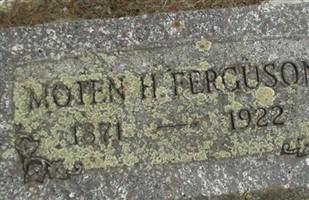 MOTEN H. FERGUSON
1871 — 1922